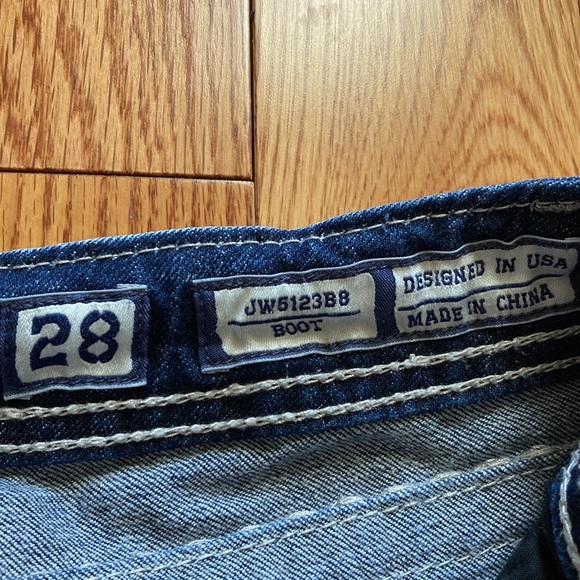 28
JW5123B8
BOOT
DESIGNED IN USA
MADE IN CHINA